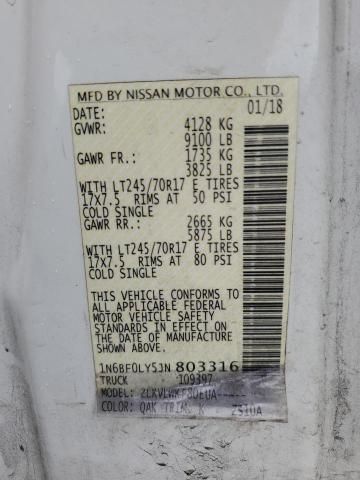 MFD BY NISSAN MOTOR CO., LTD.
DATE: 01/18
GVWR: 4128 KG
9100 LB
GAWR FR.: 1735 KG
3825 LB
WITH LT245/70R17 E TIRES
17X7.5 RIMS AT 50 PSI
COLD SINGLE
GAWR RR.: 2665 KG
5875 LB
WITH LT245/70R17 E TIRES
17X7.5 RIMS AT 80 PSI
COLD SINGLE
THIS VEHICLE CONFORMS TO
ALL APPLICABLE FEDERAL
MOTOR VEHICLE SAFETY
STANDARDS IN EFFECT ON
THE DATE OF MANUFACTURE
SHOWN ABOVE.
1N6BF0LY5JN 803316
TRUCK 109397
MODEL:
COLOR: QAK TRIM: K